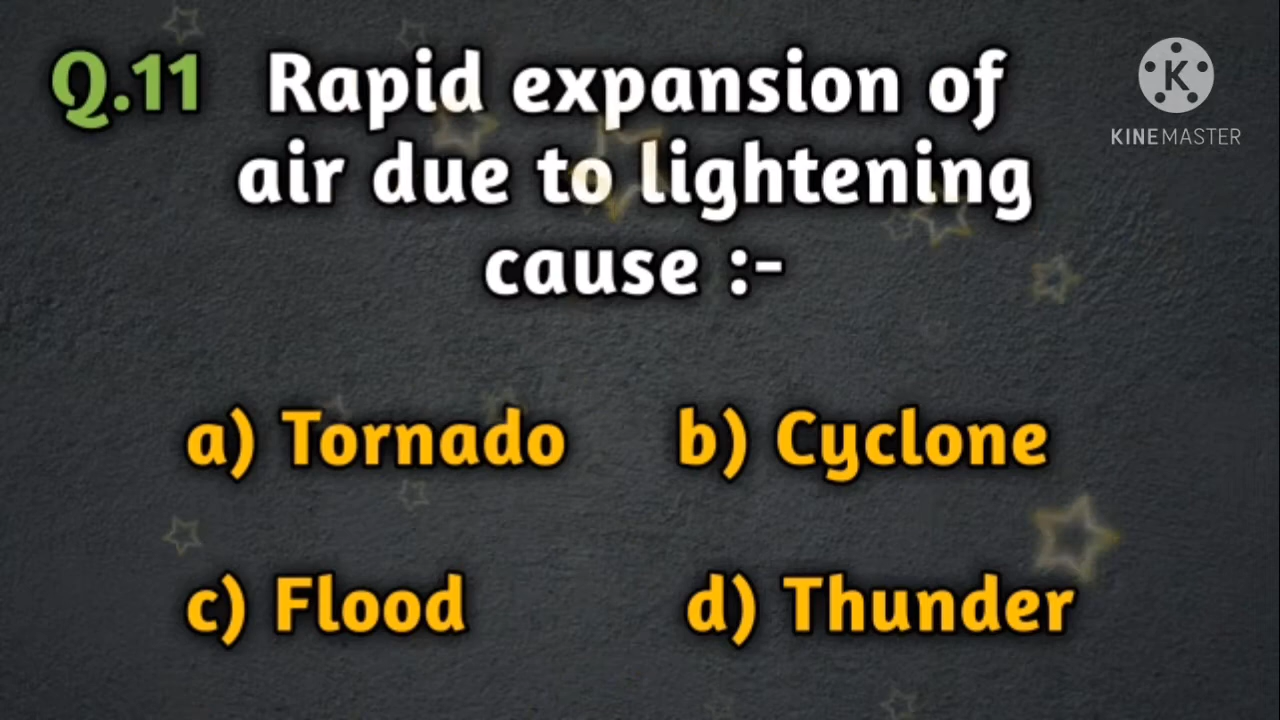 Q.11 Rapid expansion of
air due to lightening
cause :-
K
KINEMASTER
a) Tornado b) Cyclone
c) Flood d) Thunder